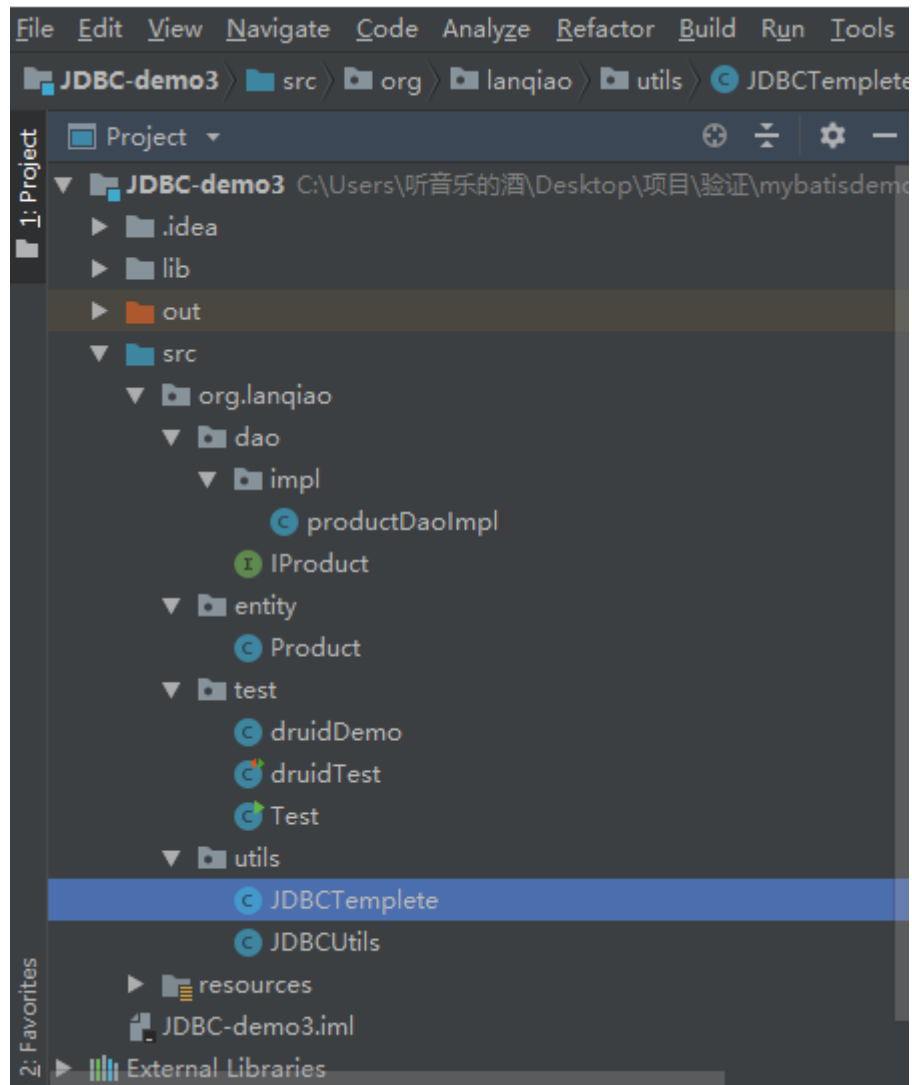 File Edit View Navigate Code Analyze Refactor Build Run Tools
JDBC-demo3 src org lanqiao utils JDBCTemplete
1: Project
Project
JDBC-demo3 C:\Users\听音乐的酒\Desktop\项目\验证\mybatisdemo
.idea
lib
out
src
org.lanqiao
dao
impl
productDaoImpl
IProduct
entity
Product
test
druidDemo
druidTest
Test
utils
JDBCTemplete
JDBCUtils
resources
JDBC-demo3.iml
External Libraries
2: Favorites